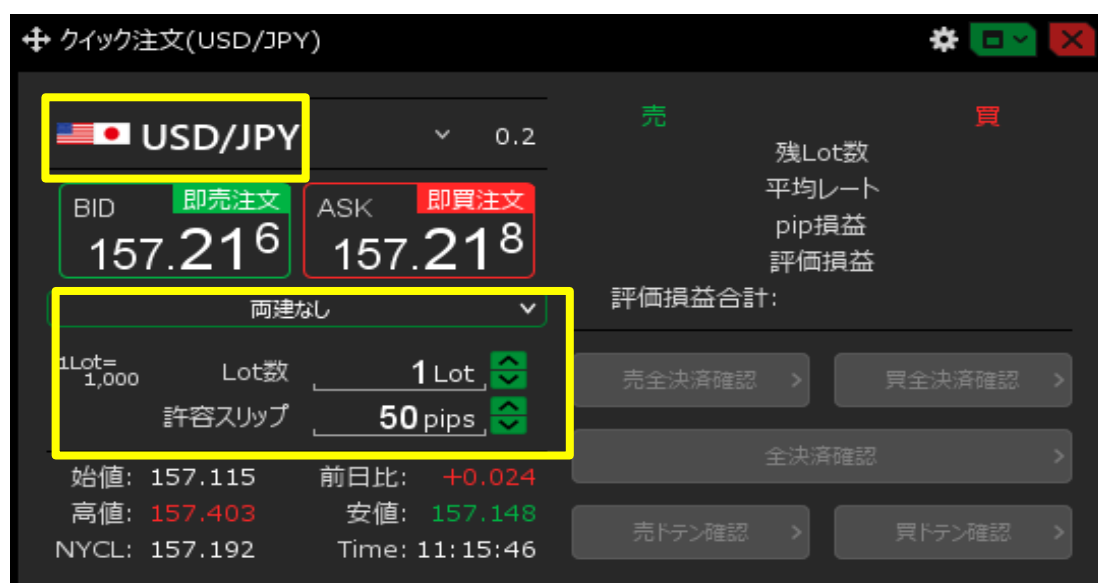 クイック注文(USD/JPY)
USD/JPY 0.2
BID 即売注文 ASK 即買注文
157.216 157.218
両建なし
1Lot=
1,000 Lot数 1 Lot
許容スリップ 50 pips
始値: 157.115 前日比: +0.024
高値: 157.403 安値: 157.148
NYCL: 157.192 Time: 11:15:46
売 買
残Lot数
平均レート
pip損益
評価損益
評価損益合計:
売全決済確認 買全決済確認
全決済確認
売ドテン確認 買ドテン確認